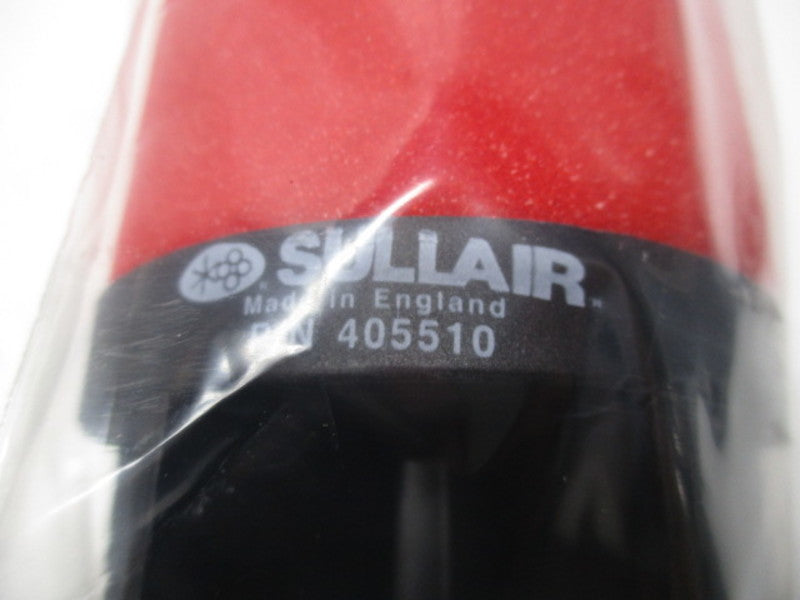 SULLAIR
Made in England
P/N 405510